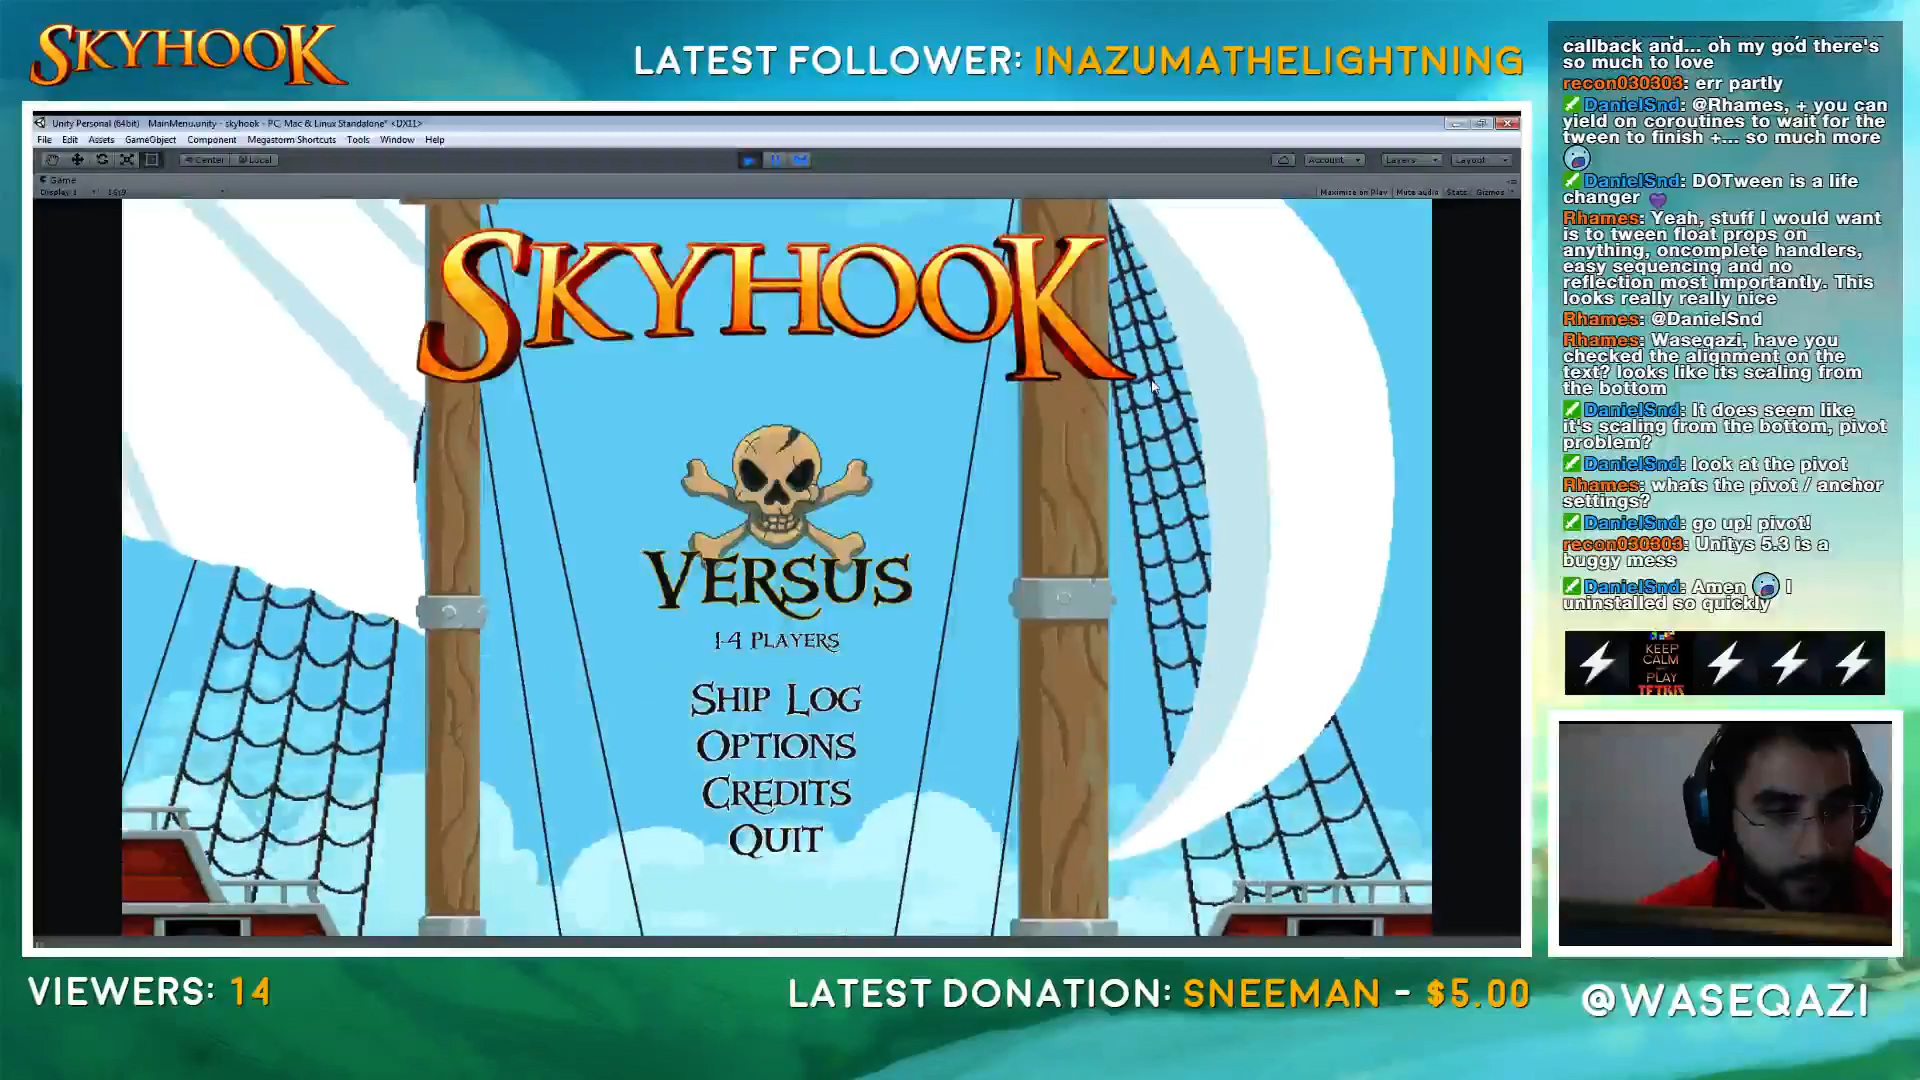 SKYHOOK
LATEST FOLLOWER: INAZUMATHELIGHTNING
Unity Personal (64bit) MainMenu.unity - skyhook - PC, Mac & Linux Standalone* <DX11>
File Edit Assets GameObject Component Megastorm Shortcuts Tools Window Help
Center Local Account Layers Layout
Game
Display 1 16:9 Maximise on Play Mute audio Stats Gizmos
SKYHOOK
VERSUS
1-4 PLAYERS
SHIP LOG
OPTIONS
CREDITS
QUIT
callback and... oh my god there's
so much to love
recon030303: err partly
DanielSnd: @Rhames, + you can
yield on coroutines to wait for the
tween to finish +... so much more
DanielSnd: DOTween is a life
changer
Rhames: Yeah, stuff I would want
is to tween float props on
anything, oncomplete handlers,
easy sequencing and no
reflection most importantly. This
looks really really nice
Rhames: @DanielSnd
Rhames: Waseqazi, have you
checked the alignment on the
text? looks like its scaling from
the bottom
DanielSnd: It does seem like
it's scaling from the bottom, pivot
problem?
DanielSnd: look at the pivot
Rhames: whats the pivot / anchor
settings?
DanielSnd: go up! pivot!
recon030303: Unitys 5.3 is a
buggy mess
DanielSnd: Amen I
uninstalled so quickly
KEEP
CALM
PLAY
TETRIS
VIEWERS: 14
LATEST DONATION: SNEEMAN - $5.00
@WASEQAZI